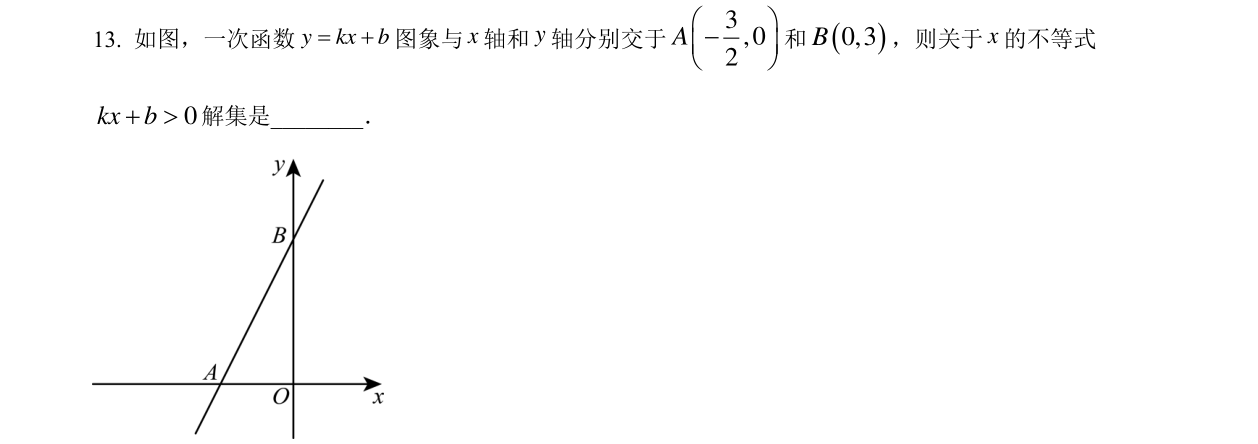 13. 如图，一次函数 y = kx + b 图象与 x 轴和 y 轴分别交于 A(-3/2,0) 和 B(0,3)，则关于 x 的不等式
kx + b > 0 解集是________.
y
B
A
O
x